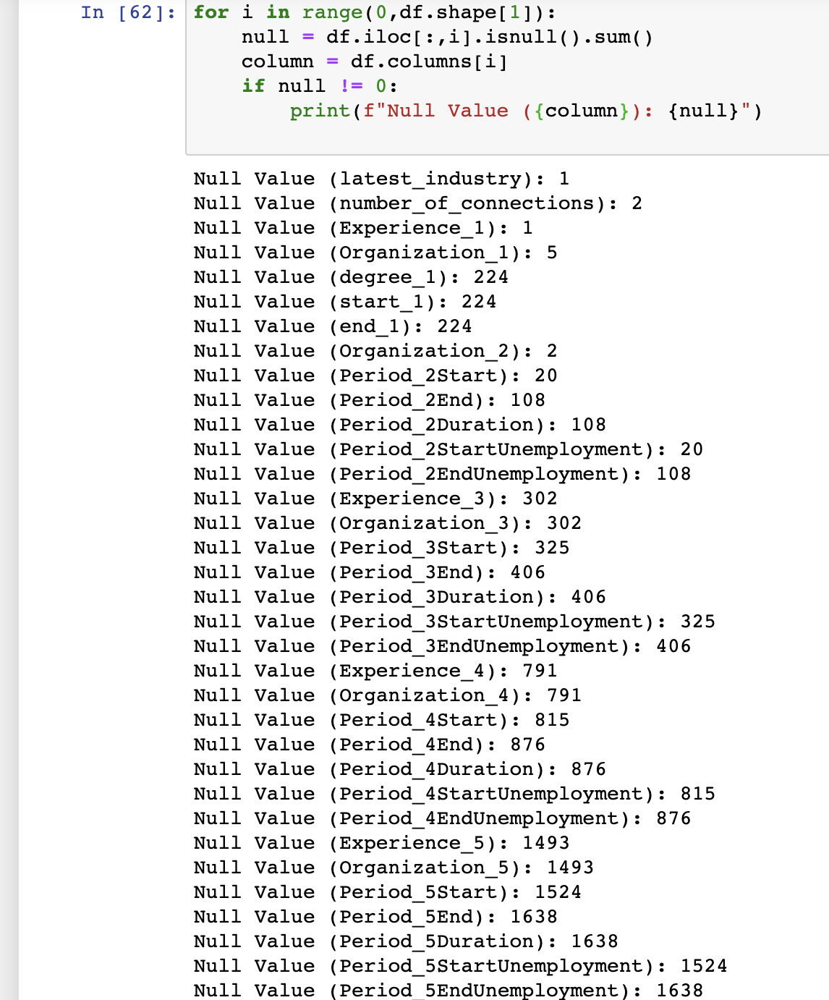 In [62]: for i in range(0,df.shape[1]):
    null = df.iloc[:,i].isnull().sum()
    column = df.columns[i]
    if null != 0:
        print(f"Null Value ({column}): {null}")
Null Value (latest_industry): 1
Null Value (number_of_connections): 2
Null Value (Experience_1): 1
Null Value (Organization_1): 5
Null Value (degree_1): 224
Null Value (start_1): 224
Null Value (end_1): 224
Null Value (Organization_2): 2
Null Value (Period_2Start): 20
Null Value (Period_2End): 108
Null Value (Period_2Duration): 108
Null Value (Period_2StartUnemployment): 20
Null Value (Period_2EndUnemployment): 108
Null Value (Experience_3): 302
Null Value (Organization_3): 302
Null Value (Period_3Start): 325
Null Value (Period_3End): 406
Null Value (Period_3Duration): 406
Null Value (Period_3StartUnemployment): 325
Null Value (Period_3EndUnemployment): 406
Null Value (Experience_4): 791
Null Value (Organization_4): 791
Null Value (Period_4Start): 815
Null Value (Period_4End): 876
Null Value (Period_4Duration): 876
Null Value (Period_4StartUnemployment): 815
Null Value (Period_4EndUnemployment): 876
Null Value (Experience_5): 1493
Null Value (Organization_5): 1493
Null Value (Period_5Start): 1524
Null Value (Period_5End): 1638
Null Value (Period_5Duration): 1638
Null Value (Period_5StartUnemployment): 1524
Null Value (Period_5EndUnemployment): 1638